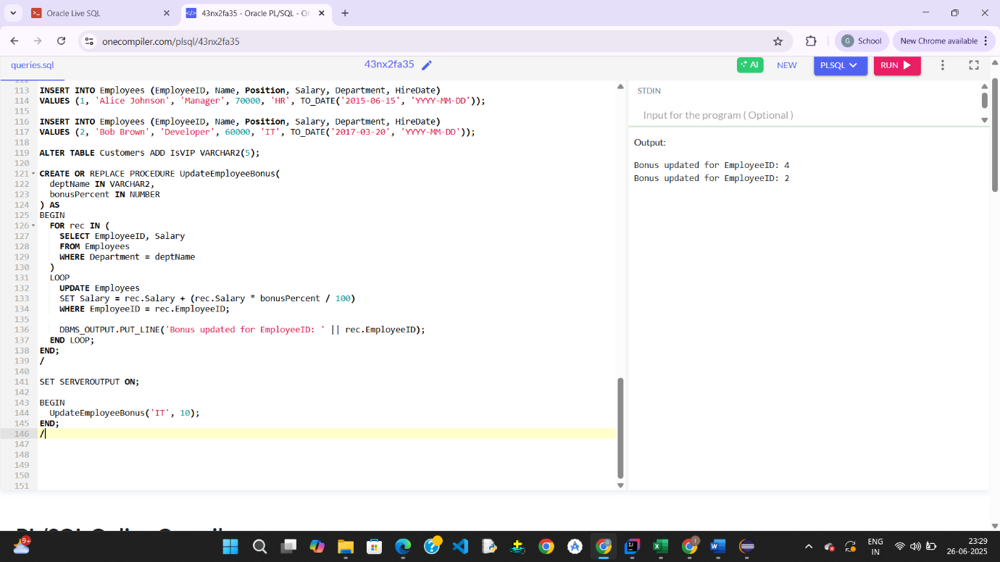 Oracle Live SQL
43nx2fa35 - Oracle PL/SQL - Or
onecompiler.com/plsql/43nx2fa35
G School
New Chrome available
queries.sql
43nx2fa35
AI
NEW
PLSQL
RUN
112
113 INSERT INTO Employees (EmployeeID, Name, Position, Salary, Department, HireDate)
114 VALUES (1, 'Alice Johnson', 'Manager', 70000, 'HR', TO_DATE('2015-06-15', 'YYYY-MM-DD'));
115
116 INSERT INTO Employees (EmployeeID, Name, Position, Salary, Department, HireDate)
117 VALUES (2, 'Bob Brown', 'Developer', 60000, 'IT', TO_DATE('2017-03-20', 'YYYY-MM-DD'));
118
119 ALTER TABLE Customers ADD IsVIP VARCHAR2(5);
120
121 CREATE OR REPLACE PROCEDURE UpdateEmployeeBonus(
122 deptName IN VARCHAR2,
123 bonusPercent IN NUMBER
124 ) AS
125 BEGIN
126 FOR rec IN (
127 SELECT EmployeeID, Salary
128 FROM Employees
129 WHERE Department = deptName
130 )
131 LOOP
132 UPDATE Employees
133 SET Salary = rec.Salary + (rec.Salary * bonusPercent / 100)
134 WHERE EmployeeID = rec.EmployeeID;
135
136 DBMS_OUTPUT.PUT_LINE('Bonus updated for EmployeeID: ' || rec.EmployeeID);
137 END LOOP;
138 END;
139 /
140
141 SET SERVEROUTPUT ON;
142
143 BEGIN
144 UpdateEmployeeBonus('IT', 10);
145 END;
146 /
147
148
149
150
151
STDIN
Input for the program ( Optional )
Output:
Bonus updated for EmployeeID: 4
Bonus updated for EmployeeID: 2
PL/SQL Online Compiler
9+
ENG
IN
23:29
26-06-2025